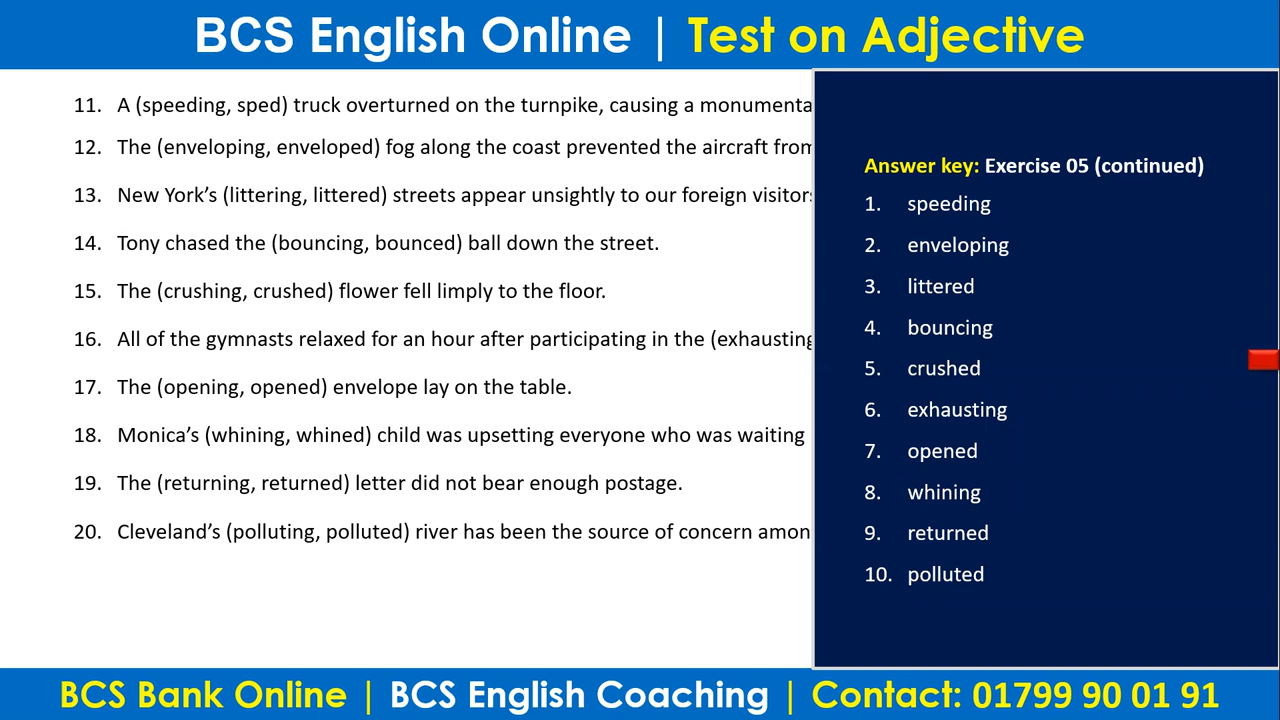 BCS English Online | Test on Adjective
11. A (speeding, sped) truck overturned on the turnpike, causing a
12. The (enveloping, enveloped) fog along the coast prevented the aircraft
13. New York's (littering, littered) streets appear unsightly to our foreign
14. Tony chased the (bouncing, bounced) ball down the street.
15. The (crushing, crushed) flower fell limply to the floor.
16. All of the gymnasts relaxed for an hour after participating in the
17. The (opening, opened) envelope lay on the table.
18. Monica's (whining, whined) child was upsetting everyone who was waiting
19. The (returning, returned) letter did not bear enough postage.
20. Cleveland's (polluting, polluted) river has been the source of concern
Answer key: Exercise 05 (continued)
1. speeding
2. enveloping
3. littered
4. bouncing
5. crushed
6. exhausting
7. opened
8. whining
9. returned
10. polluted
BCS Bank Online | BCS English Coaching | Contact: 01799 90 01 91